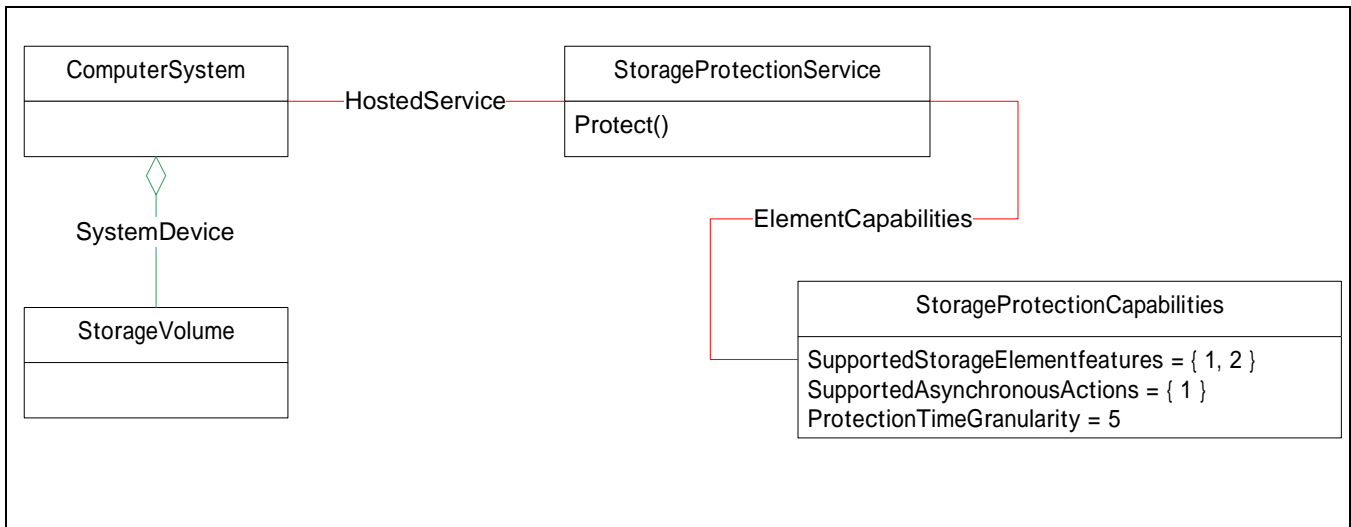 ComputerSystem
StorageProtectionService
HostedService
Protect()
ElementCapabilities
SystemDevice
StorageProtectionCapabilities
StorageVolume
SupportedStorageElementfeatures = { 1, 2 }
SupportedAsynchronousActions = { 1 }
ProtectionTimeGranularity = 5